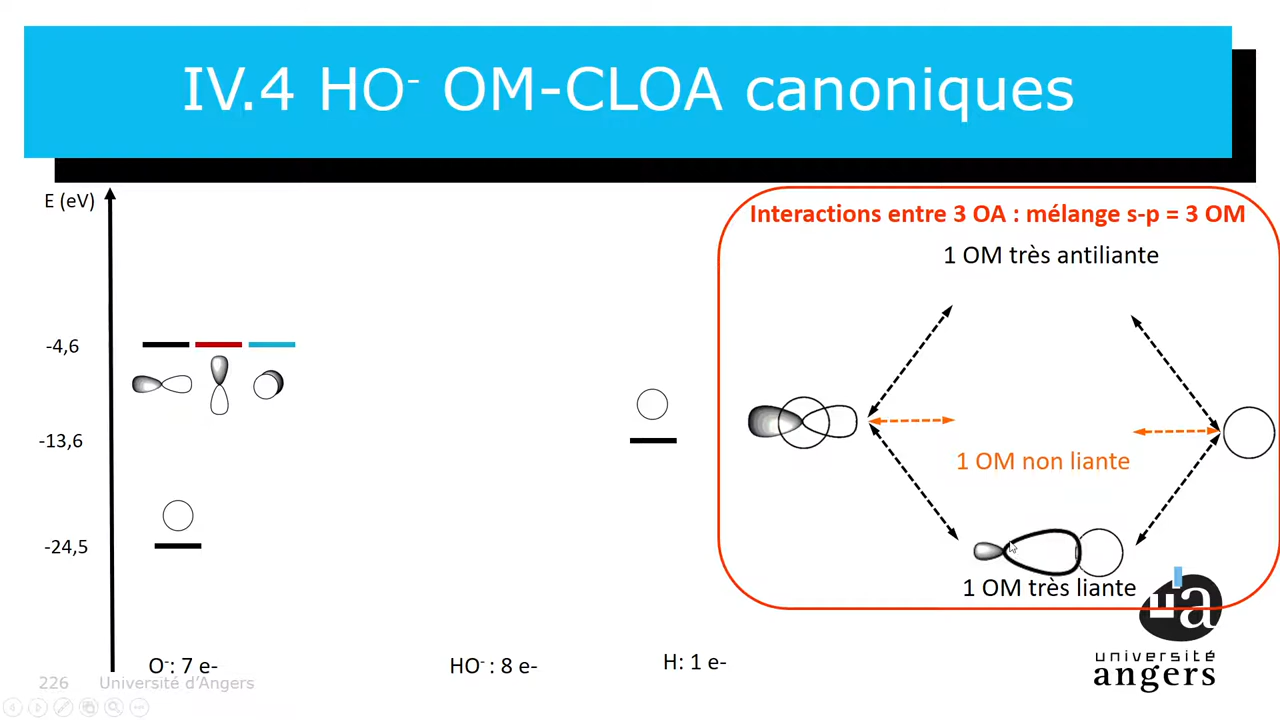 IV.4 HO⁻ OM-CLOA canoniques
E (eV)
-4,6
-13,6
-24,5
O⁻: 7 e-
HO⁻ : 8 e-
H: 1 e-
Interactions entre 3 OA : mélange s-p = 3 OM
1 OM très antiliante
1 OM non liante
1 OM très liante
226 Université d'Angers
ua
université
angers